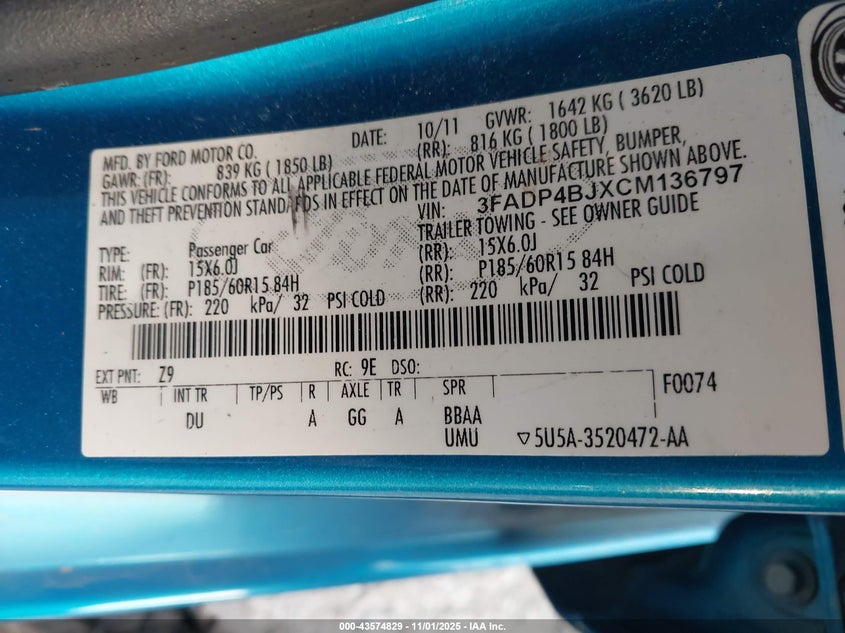 MFD. BY FORD MOTOR CO. DATE: 10/11 GVWR: 1642 KG ( 3620 LB)
GAWR: (FR): 839 KG ( 1850 LB) (RR): 816 KG ( 1800 LB)
THIS VEHICLE CONFORMS TO ALL APPLICABLE FEDERAL MOTOR VEHICLE SAFETY, BUMPER,
AND THEFT PREVENTION STANDARDS IN EFFECT ON THE DATE OF MANUFACTURE SHOWN ABOVE.
VIN: 3FADP4BJXCM136797
TRAILER TOWING - SEE OWNER GUIDE
TYPE: Passenger Car
RIM: (FR): 15X6.0J (RR): 15X6.0J
TIRE: (FR): P185/60R15 84H (RR): P185/60R15 84H
PRESSURE: (FR): 220 kPa/ 32 PSI COLD (RR): 220 kPa/ 32 PSI COLD
EXT PNT: Z9 RC: 9E DSO:
WB INT TR TP/PS R AXLE TR SPR F0074
DU A GG A BBAA
UMU ▽5U5A-3520472-AA
000-43574829 - 11/01/2025 - IAA Inc.